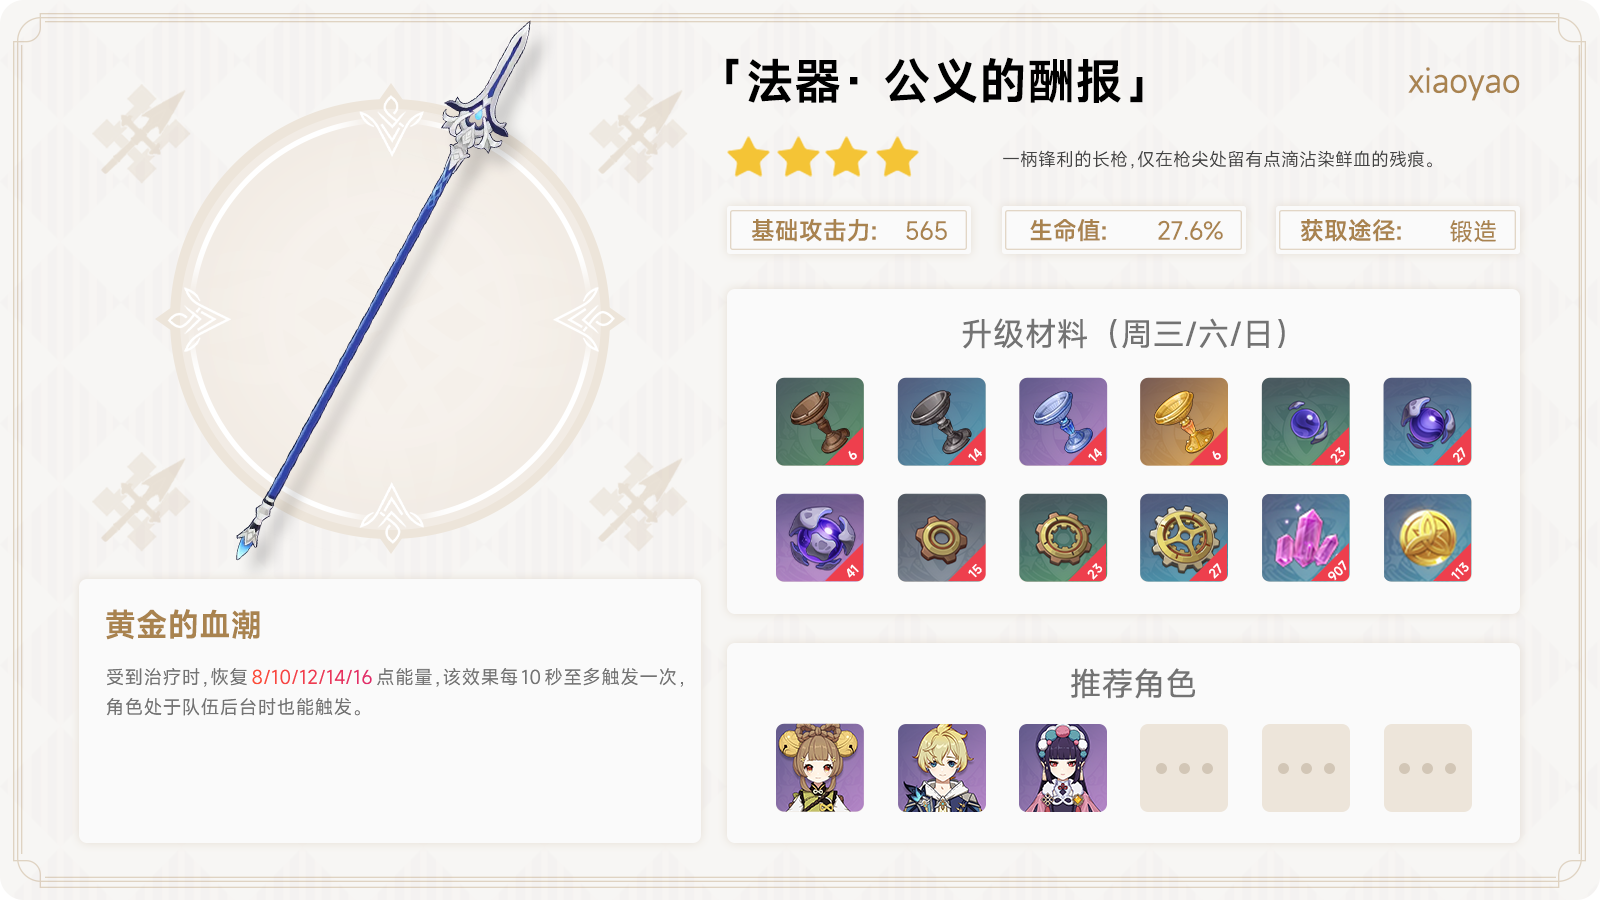 「法器·公义的酬报」
xiaoyao
一柄锋利的长枪,仅在枪尖处留有点滴沾染鲜血的残痕。
基础攻击力: 565
生命值: 27.6%
获取途径: 锻造
升级材料（周三/六/日）
6 14 14 6 23 27
41 15 23 27 907 113
黄金的血潮
受到治疗时,恢复8/10/12/14/16点能量,该效果每10秒至多触发一次,
角色处于队伍后台时也能触发。
推荐角色